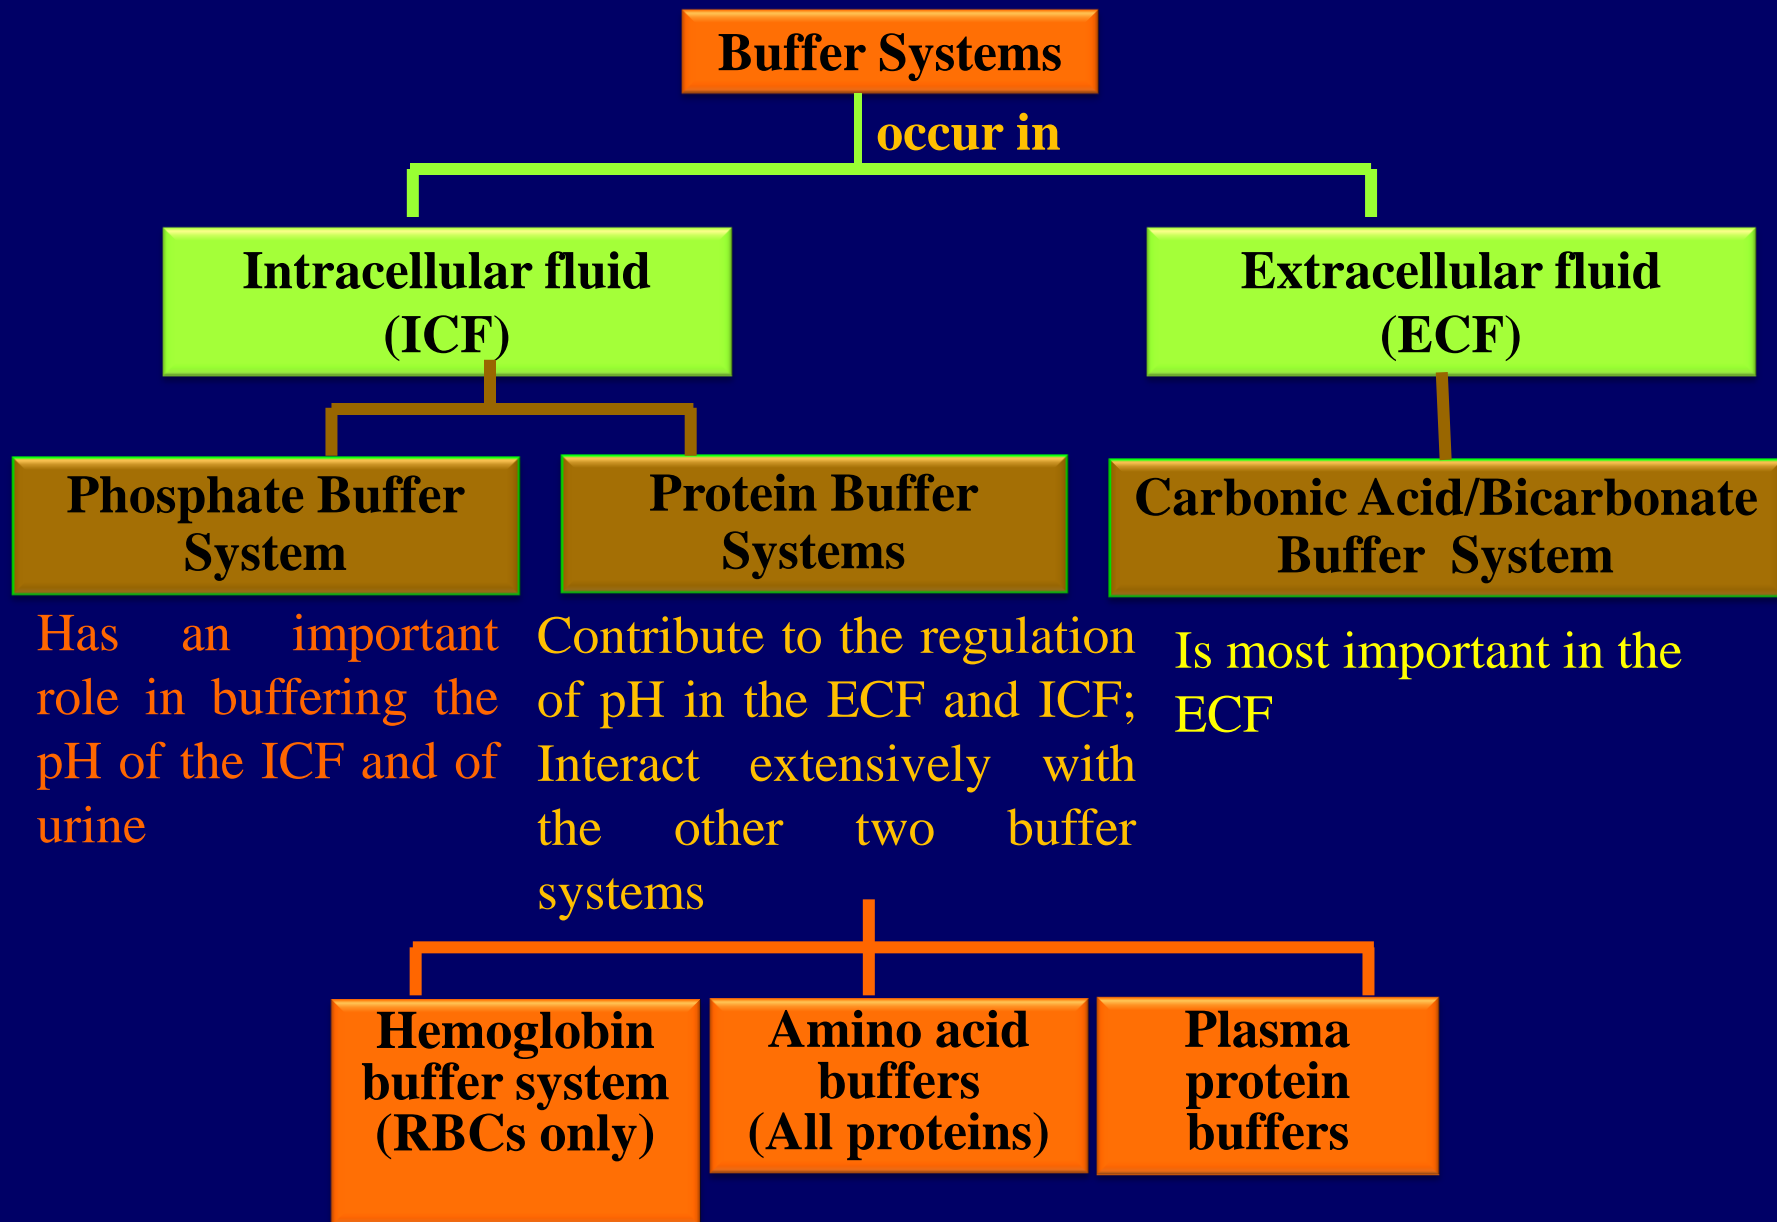 Buffer Systems
occur in
Intracellular fluid
(ICF)
Extracellular fluid
(ECF)
Phosphate Buffer
System
Protein Buffer
Systems
Carbonic Acid/Bicarbonate
Buffer System
Has an important
role in buffering the
pH of the ICF and of
urine
Contribute to the regulation
of pH in the ECF and ICF;
Interact extensively with
the other two buffer
systems
Is most important in the
ECF
Hemoglobin
buffer system
(RBCs only)
Amino acid
buffers
(All proteins)
Plasma
protein
buffers